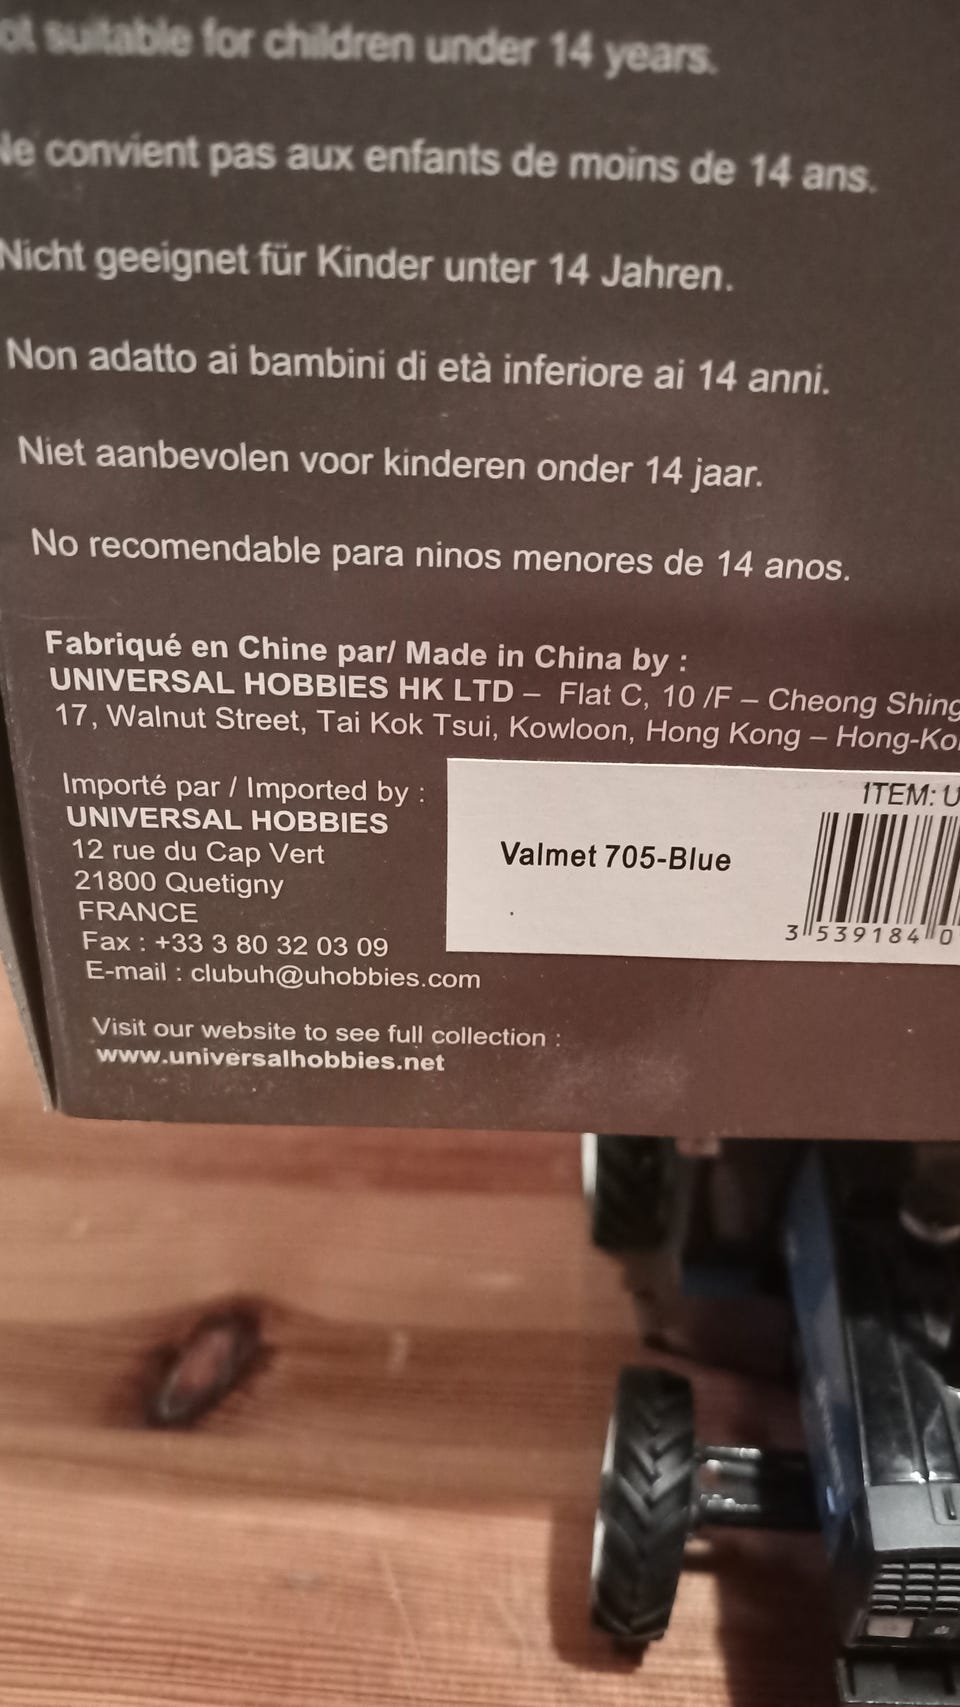 suitable for children under 14 years.
Ne convient pas aux enfants de moins de 14 ans.
Nicht geeignet für Kinder unter 14 Jahren.
Non adatto ai bambini di età inferiore ai 14 anni.
Niet aanbevolen voor kinderen onder 14 jaar.
No recomendable para ninos menores de 14 anos.
Fabriqué en Chine par/ Made in China by :
UNIVERSAL HOBBIES HK LTD – Flat C, 10 /F – Cheong Shing
17, Walnut Street, Tai Kok Tsui, Kowloon, Hong Kong –
Importé par / Imported by :
UNIVERSAL HOBBIES
12 rue du Cap Vert
21800 Quetigny
FRANCE
Fax : +33 3 80 32 03 09
E-mail : clubuh@uhobbies.com
Visit our website to see full collection :
www.universalhobbies.net
ITEM: U
Valmet 705-Blue
3 539184 0